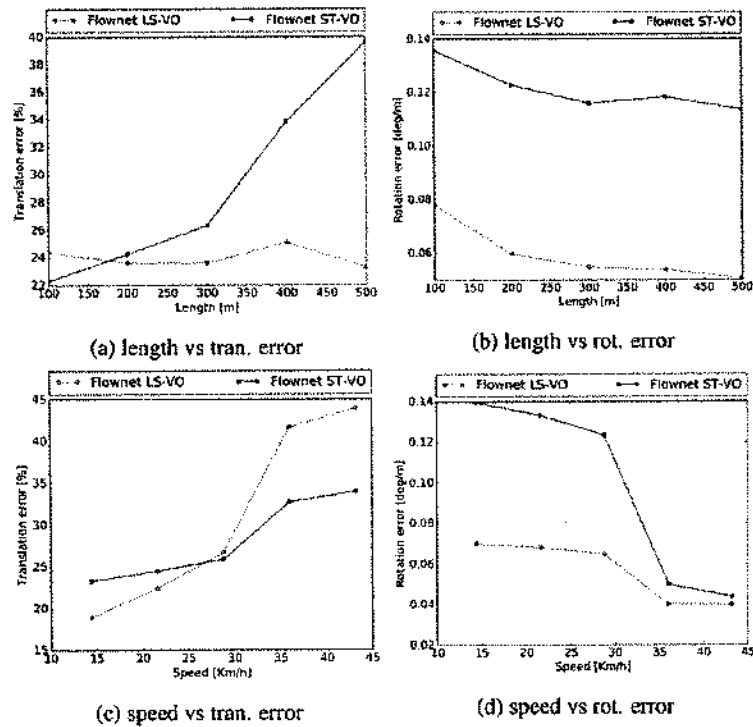 Flownet LS-VO Flownet ST-VO
Translation error [%]
40
38
36
34
32
30
28
26
24
22
100 200 300 400 500
Length [m]
(a) length vs tran. error
Flownet LS-VO Flownet ST-VO
Rotation error [deg/m]
0.14
0.12
0.10
0.08
0.06
100 150 200 250 300 350 400 450 500
Length [m]
(b) length vs rot. error
Flownet LS-VO Flownet ST-VO
Translation error [%]
45
40
35
30
25
20
15
10 15 20 25 30 35 40 45
Speed [Km/h]
(c) speed vs tran. error
Flownet LS-VO Flownet ST-VO
Rotation error [deg/m]
0.14
0.12
0.10
0.08
0.06
0.04
0.02
10 15 20 25 30 35 40 45
Speed [Km/h]
(d) speed vs rot. error